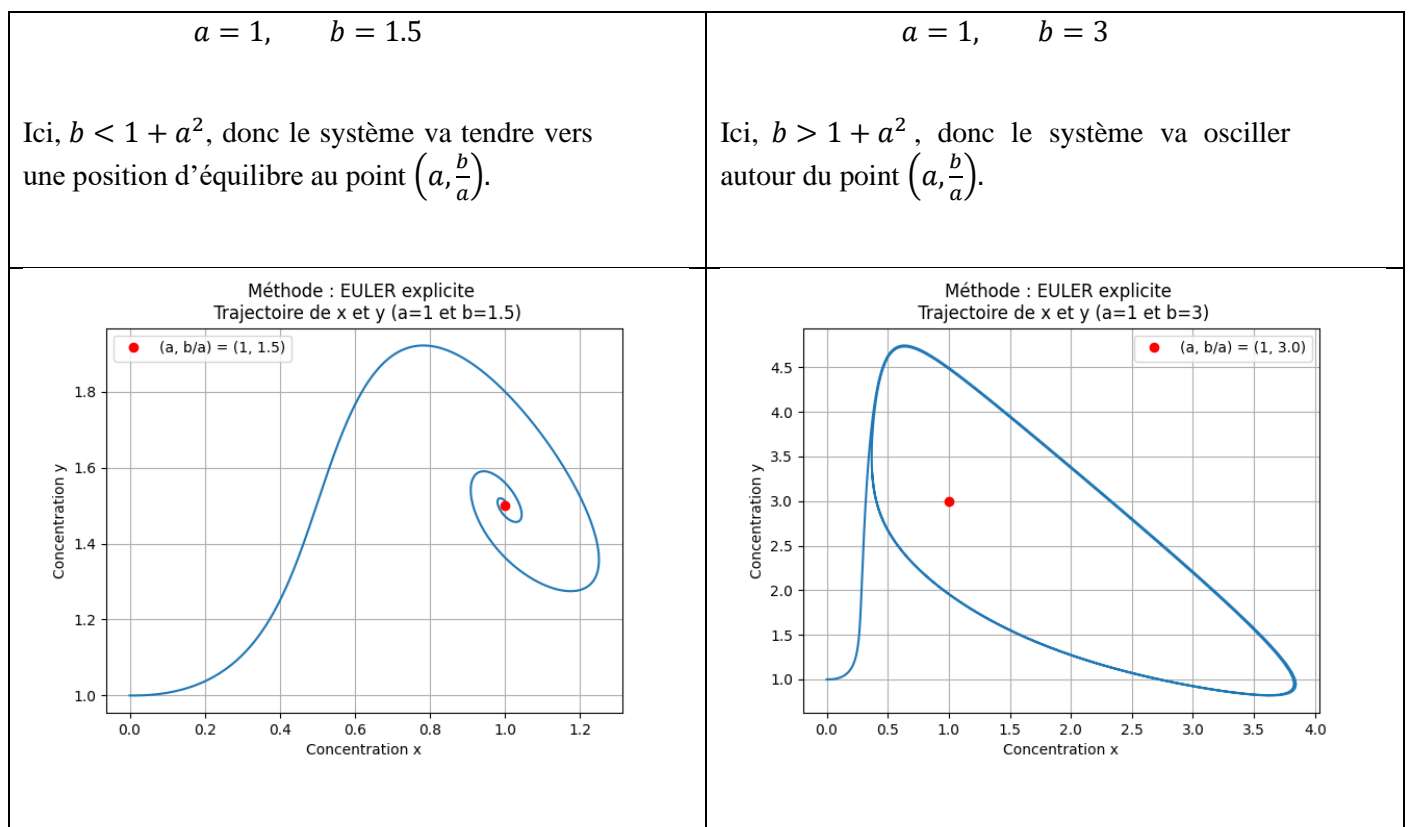 a = 1,  b = 1.5
Ici, b < 1 + a², donc le système va tendre vers
une position d’équilibre au point (a, b/a).
a = 1,  b = 3
Ici, b > 1 + a² , donc le système va osciller
autour du point (a, b/a).
Méthode : EULER explicite
Trajectoire de x et y (a=1 et b=1.5)
(a, b/a) = (1, 1.5)
Concentration y
1.8
1.6
1.4
1.2
1.0
0.0 0.2 0.4 0.6 0.8 1.0 1.2
Concentration x
Méthode : EULER explicite
Trajectoire de x et y (a=1 et b=3)
(a, b/a) = (1, 3.0)
Concentration y
4.5
4.0
3.5
3.0
2.5
2.0
1.5
1.0
0.0 0.5 1.0 1.5 2.0 2.5 3.0 3.5 4.0
Concentration x